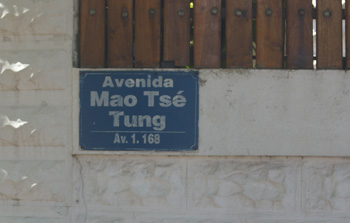 Avenida
Mao Tsé
Tung
Av. 1. 168